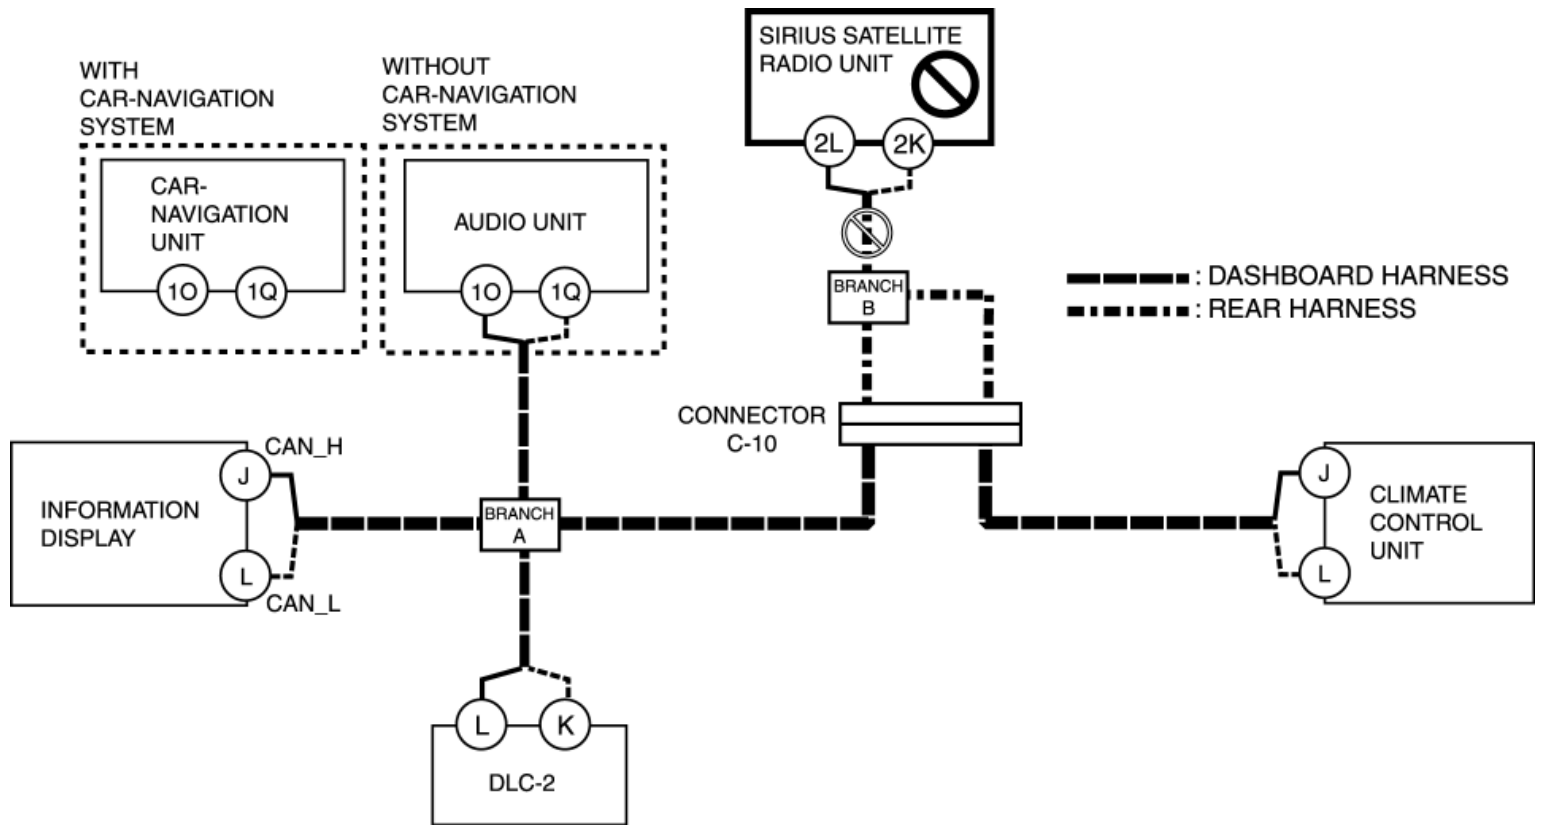 SIRIUS SATELLITE
RADIO UNIT
2L
2K
WITH
CAR-NAVIGATION
SYSTEM
WITHOUT
CAR-NAVIGATION
SYSTEM
CAR-
NAVIGATION
UNIT
1O
1Q
AUDIO UNIT
1O
1Q
BRANCH
B
: DASHBOARD HARNESS
: REAR HARNESS
CONNECTOR
C-10
INFORMATION
DISPLAY
CAN_H
J
L
CAN_L
BRANCH
A
J
L
CLIMATE
CONTROL
UNIT
L
K
DLC-2